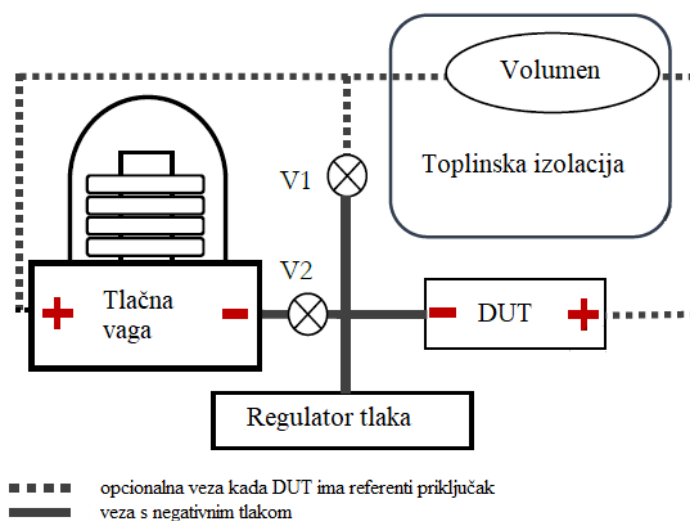 Volumen
Toplinska izolacija
V1
V2
+ Tlačna vaga -
- DUT +
Regulator tlaka
opcionalna veza kada DUT ima referenti priključak
veza s negativnim tlakom